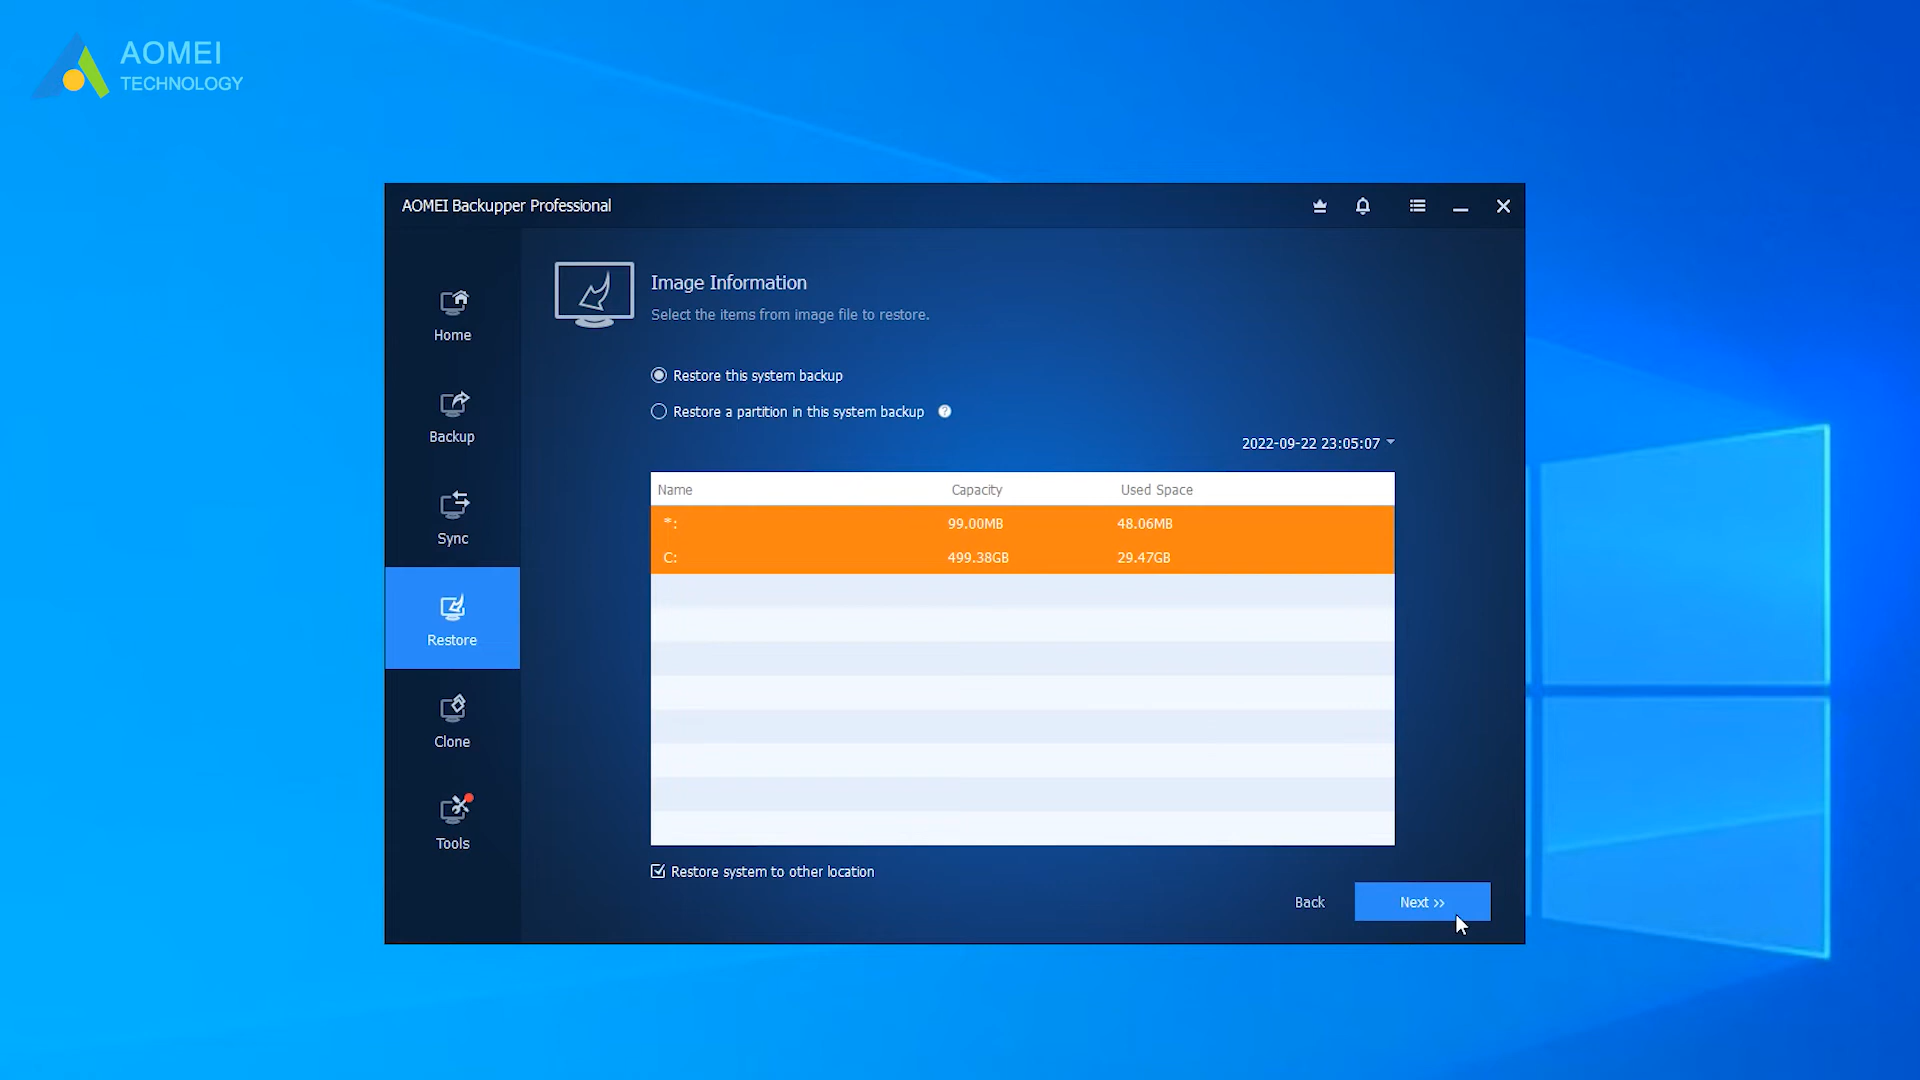 AOMEI
TECHNOLOGY
AOMEI Backupper Professional
Home
Backup
Sync
Restore
Clone
Tools
Image Information
Select the items from image file to restore.
Restore this system backup
Restore a partition in this system backup ?
2022-09-22 23:05:07
Name Capacity Used Space
*: 99.00MB 48.06MB
C: 499.38GB 29.47GB
Restore system to other location
Back Next >>